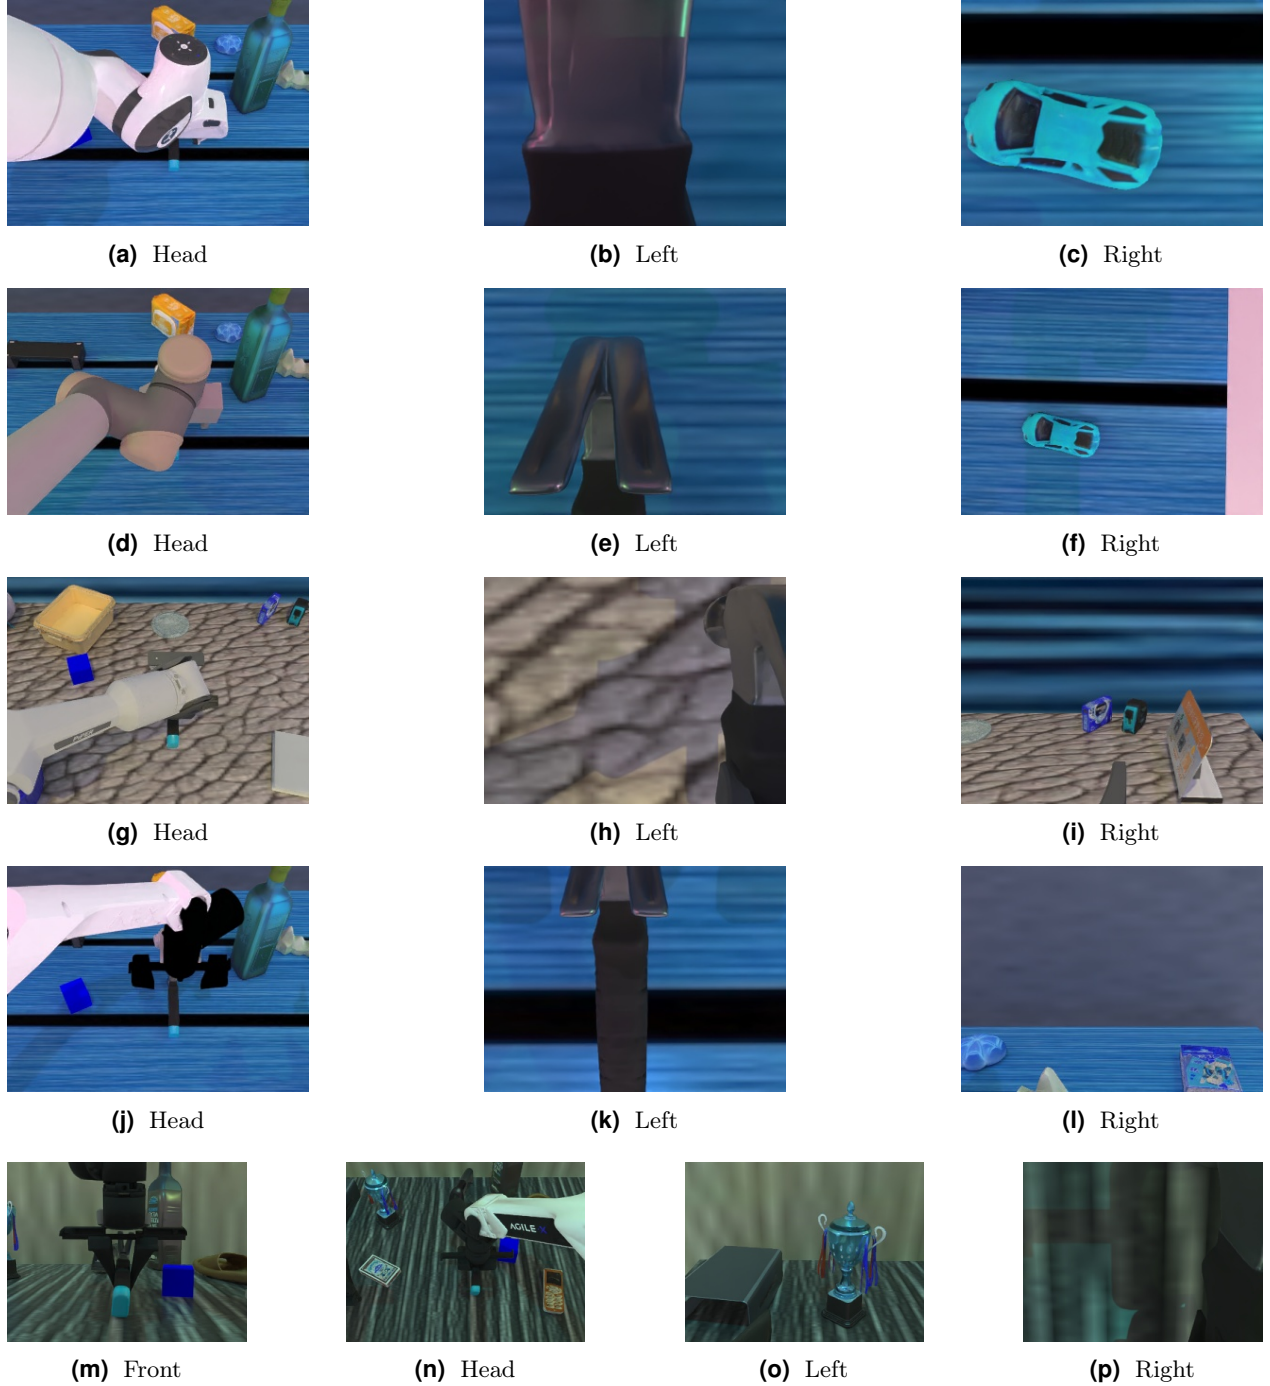 (a) Head
(b) Left
(c) Right
(d) Head
(e) Left
(f) Right
(g) Head
(h) Left
(i) Right
(j) Head
(k) Left
(l) Right
AGILE
(m) Front
(n) Head
(o) Left
(p) Right